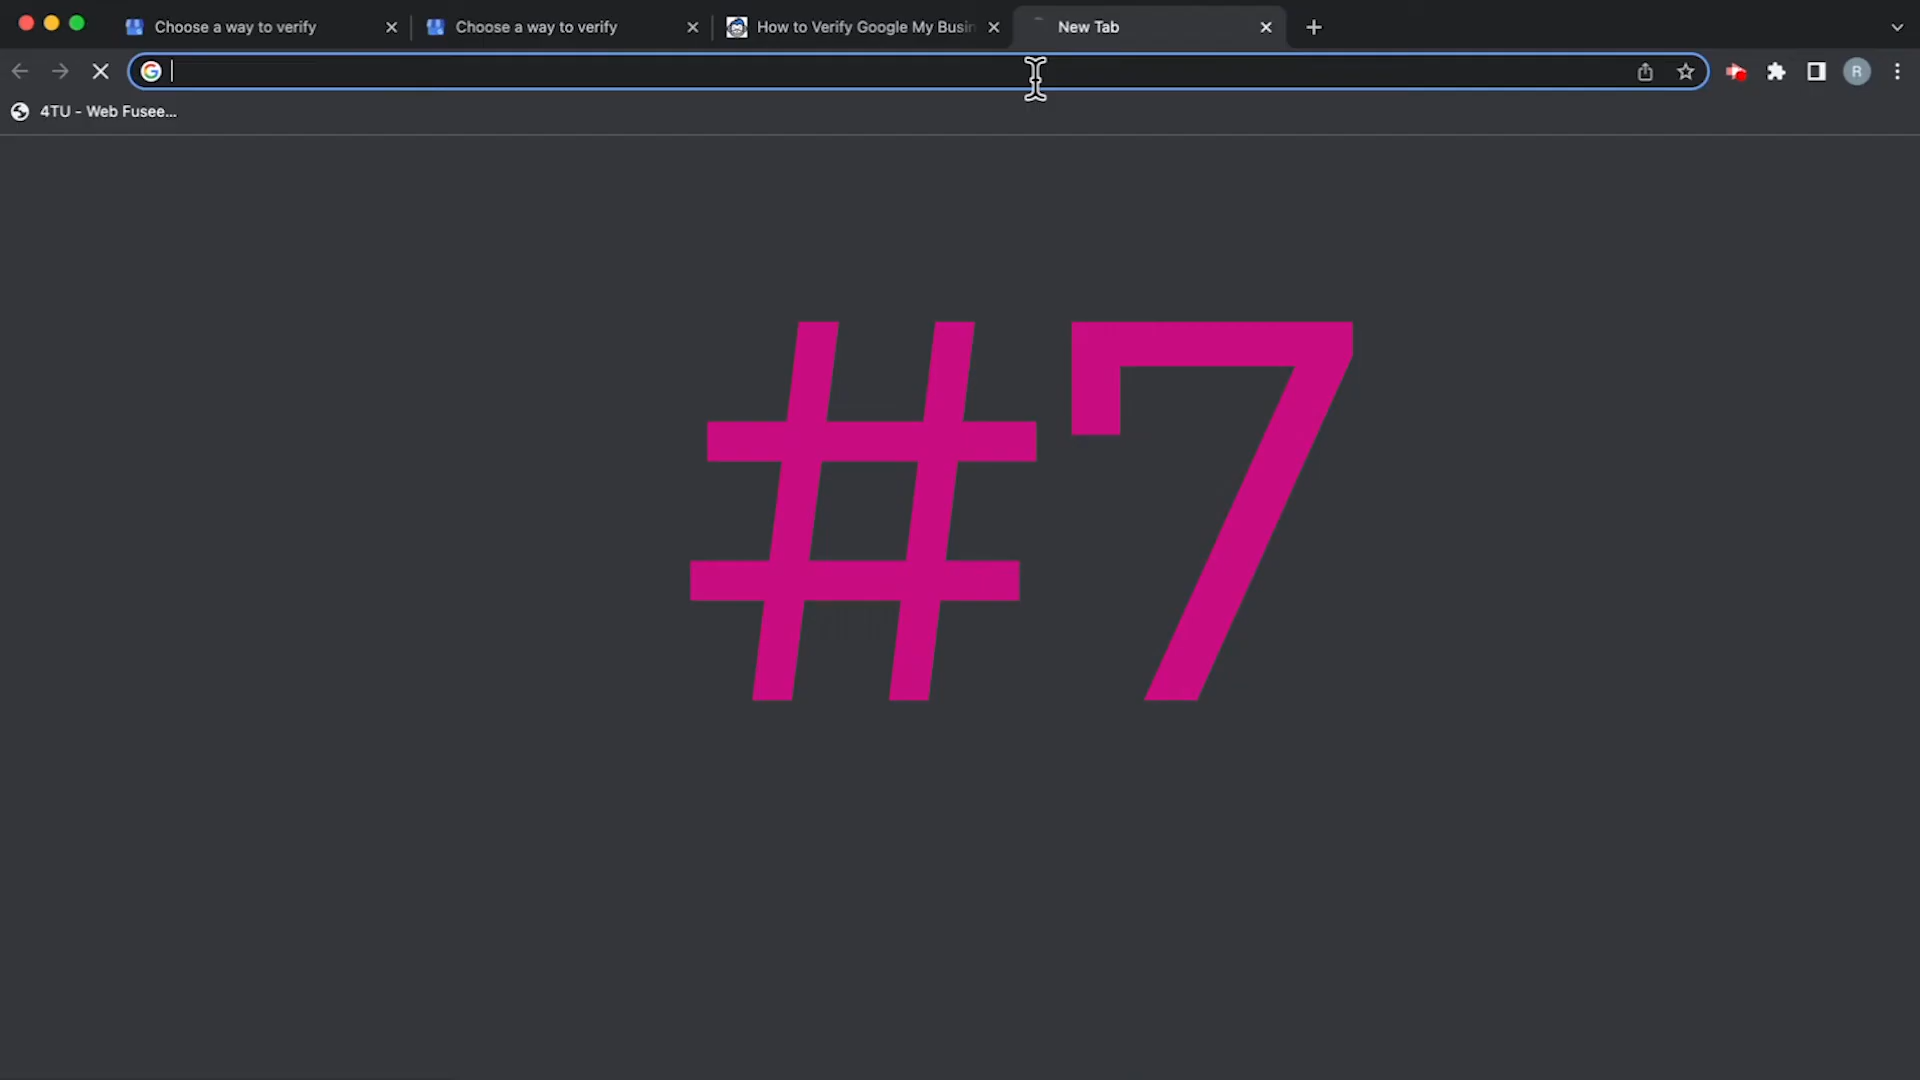 Choose a way to verify
Choose a way to verify
How to Verify Google My Busin
New Tab
R
4TU - Web Fusee...
#7